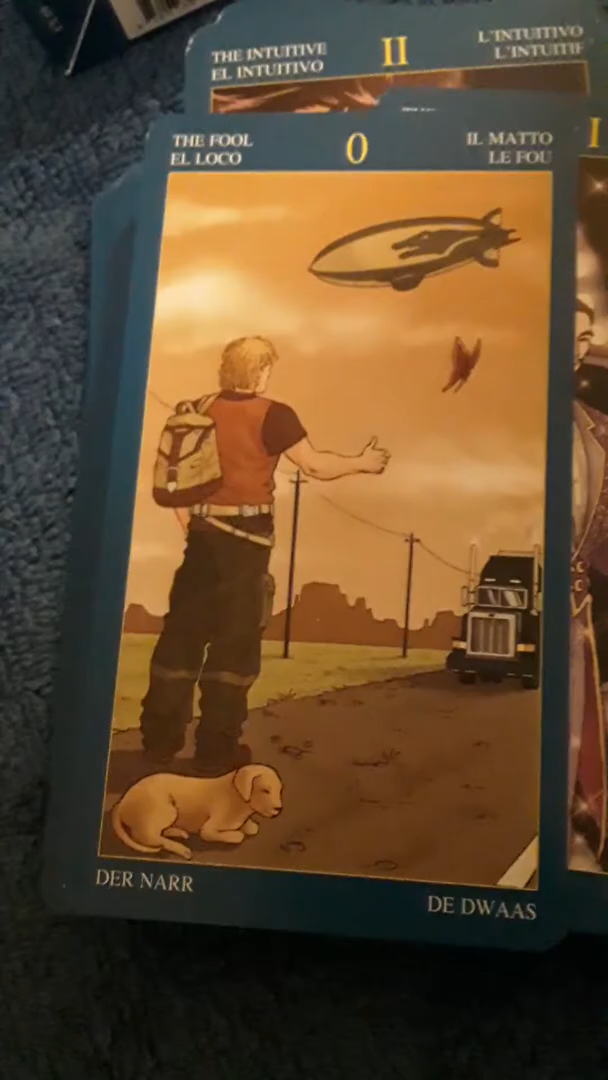 THE INTUITIVE
EL INTUITIVO
II
L'INTUITIVO
L'INTUITIF
THE FOOL
EL LOCO
0
IL MATTO
LE FOU
I
DER NARR
DE DWAAS